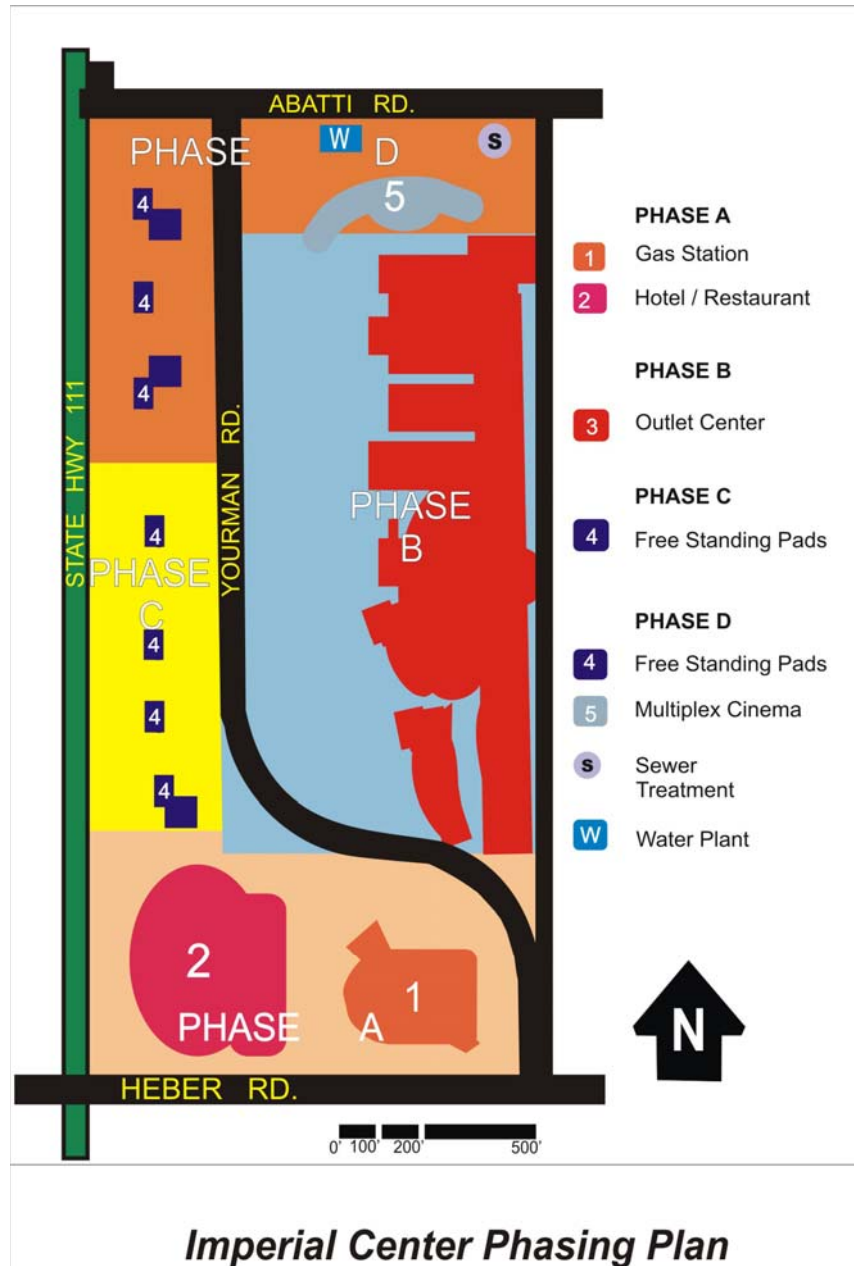 ABATTI RD.
PHASE D
W
S
5
4
4
4
STATE HWY 111
YOURMAN RD.
PHASE
B
4
PHASE
C
4
4
4
2
1
PHASE A
HEBER RD.
0' 100' 200' 500'
PHASE A
1 Gas Station
2 Hotel / Restaurant
PHASE B
3 Outlet Center
PHASE C
4 Free Standing Pads
PHASE D
4 Free Standing Pads
5 Multiplex Cinema
S Sewer
Treatment
W Water Plant
N
Imperial Center Phasing Plan